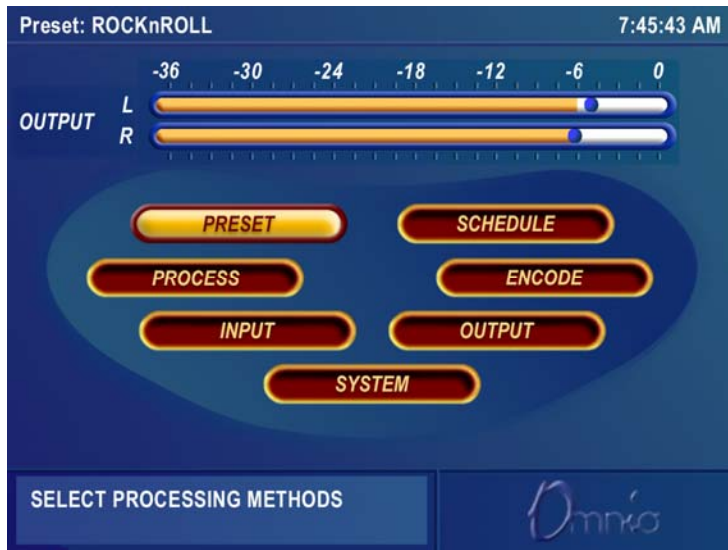 Preset: ROCKnROLL 7:45:43 AM
-36 -30 -24 -18 -12 -6 0
OUTPUT L
R
PRESET SCHEDULE
PROCESS ENCODE
INPUT OUTPUT
SYSTEM
SELECT PROCESSING METHODS
Omnia